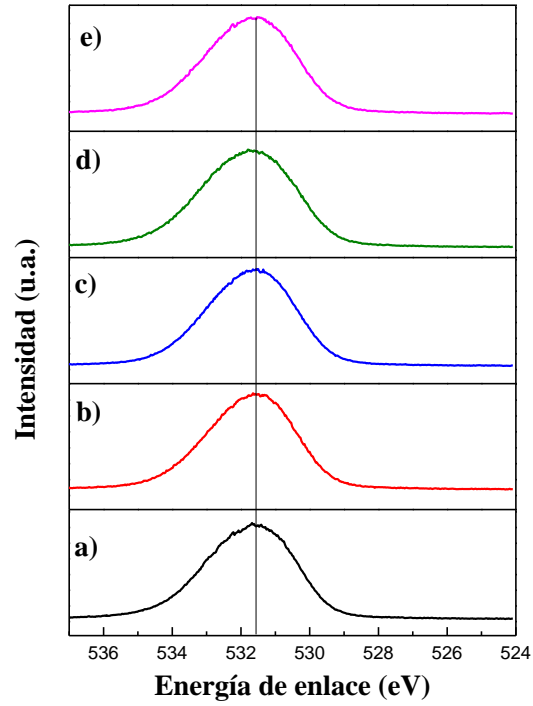 e)
d)
c)
b)
a)
Intensidad (u.a.)
536 534 532 530 528 526 524
Energía de enlace (eV)